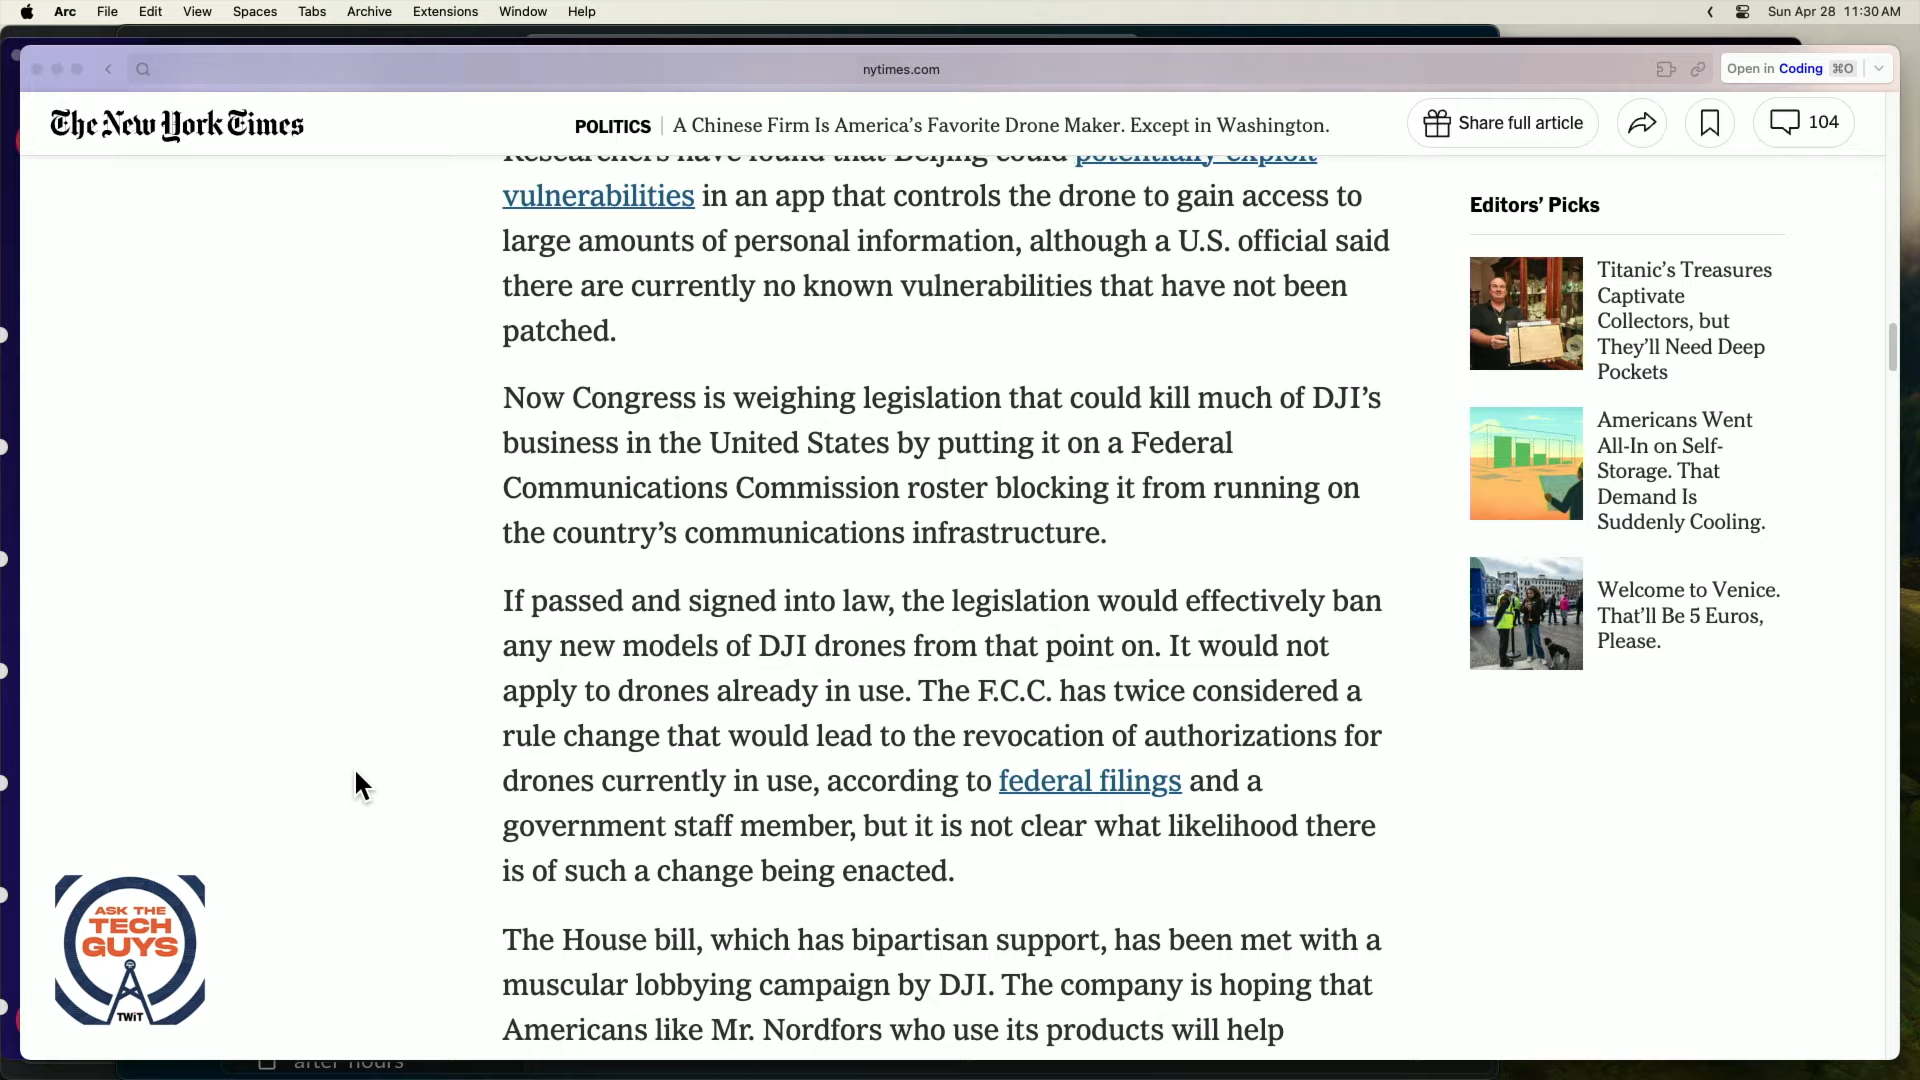 Arc File Edit View Spaces Tabs Archive Extensions Window Help Sun Apr 28 11:30 AM
nytimes.com
Open in Coding ⌘O
The New York Times
POLITICS | A Chinese Firm Is America’s Favorite Drone Maker. Except in Washington.
Share full article
104
Researchers have found that Beijing could potentially exploit
vulnerabilities in an app that controls the drone to gain access to
large amounts of personal information, although a U.S. official said
there are currently no known vulnerabilities that have not been
patched.
Now Congress is weighing legislation that could kill much of DJI’s
business in the United States by putting it on a Federal
Communications Commission roster blocking it from running on
the country’s communications infrastructure.
If passed and signed into law, the legislation would effectively ban
any new models of DJI drones from that point on. It would not
apply to drones already in use. The F.C.C. has twice considered a
rule change that would lead to the revocation of authorizations for
drones currently in use, according to federal filings and a
government staff member, but it is not clear what likelihood there
is of such a change being enacted.
The House bill, which has bipartisan support, has been met with a
muscular lobbying campaign by DJI. The company is hoping that
Americans like Mr. Nordfors who use its products will help
Editors’ Picks
Titanic’s Treasures
Captivate
Collectors, but
They’ll Need Deep
Pockets
Americans Went
All-In on Self-
Storage. That
Demand Is
Suddenly Cooling.
Welcome to Venice.
That’ll Be 5 Euros,
Please.
ASK THE
TECH
GUYS
TWiT
after hours